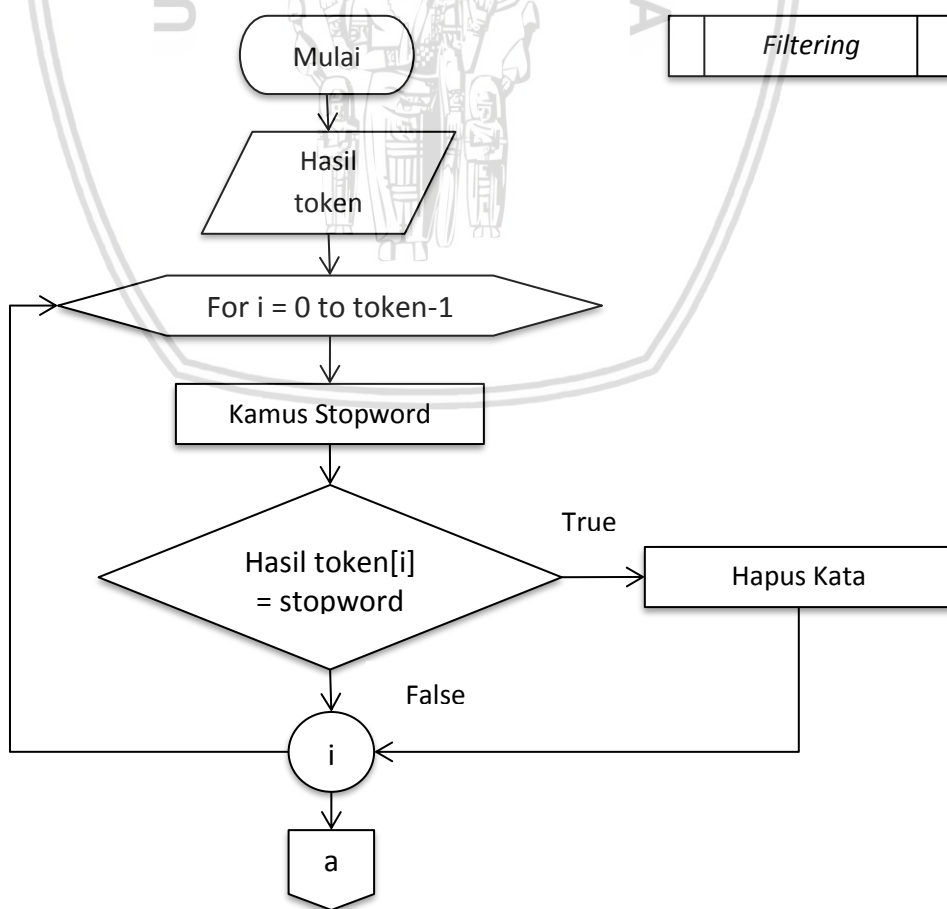 Mulai
Filtering
Hasil
token
For i = 0 to token-1
Kamus Stopword
True
Hasil token[i]
= stopword
Hapus Kata
False
i
a